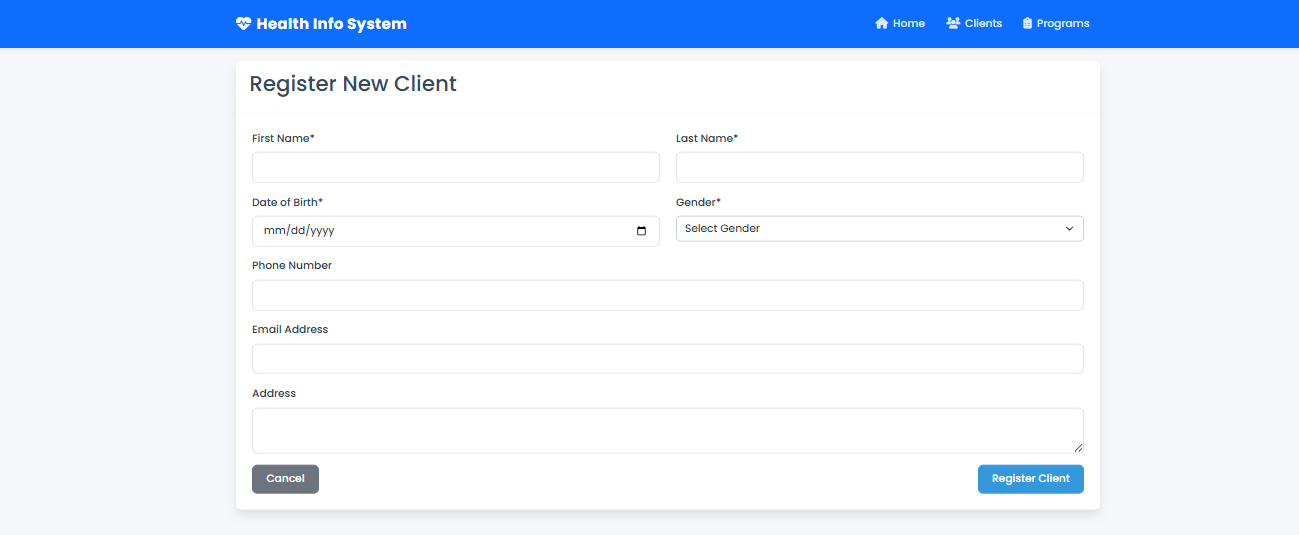 Health Info System
Home Clients Programs
Register New Client
First Name* Last Name*
Date of Birth* Gender*
mm/dd/yyyy Select Gender
Phone Number
Email Address
Address
Cancel Register Client